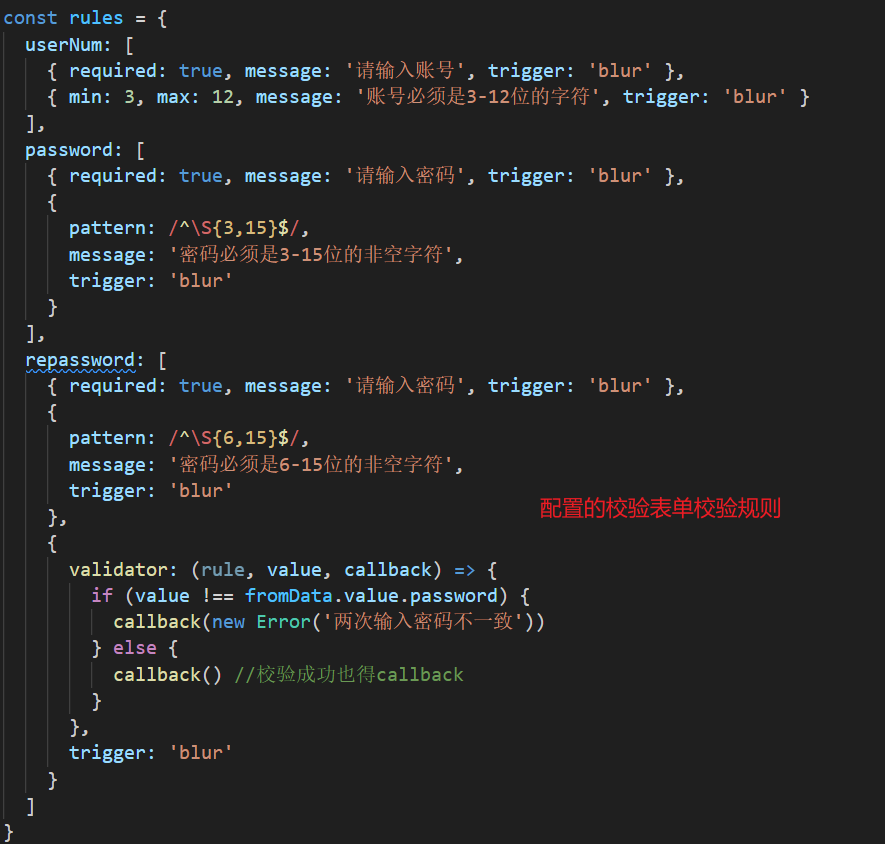 const rules = {
userNum: [
{ required: true, message: '请输入账号', trigger: 'blur' },
{ min: 3, max: 12, message: '账号必须是3-12位的字符', trigger: 'blur' }
],
password: [
{ required: true, message: '请输入密码', trigger: 'blur' },
{
pattern: /^\S{3,15}$/,
message: '密码必须是3-15位的非空字符',
trigger: 'blur'
}
],
repassword: [
{ required: true, message: '请输入密码', trigger: 'blur' },
{
pattern: /^\S{6,15}$/,
message: '密码必须是6-15位的非空字符',
trigger: 'blur'
配置的校验表单校验规则
},
{
validator: (rule, value, callback) => {
if (value !== fromData.value.password) {
callback(new Error('两次输入密码不一致'))
} else {
callback() //校验成功也得callback
}
},
trigger: 'blur'
}
]
}